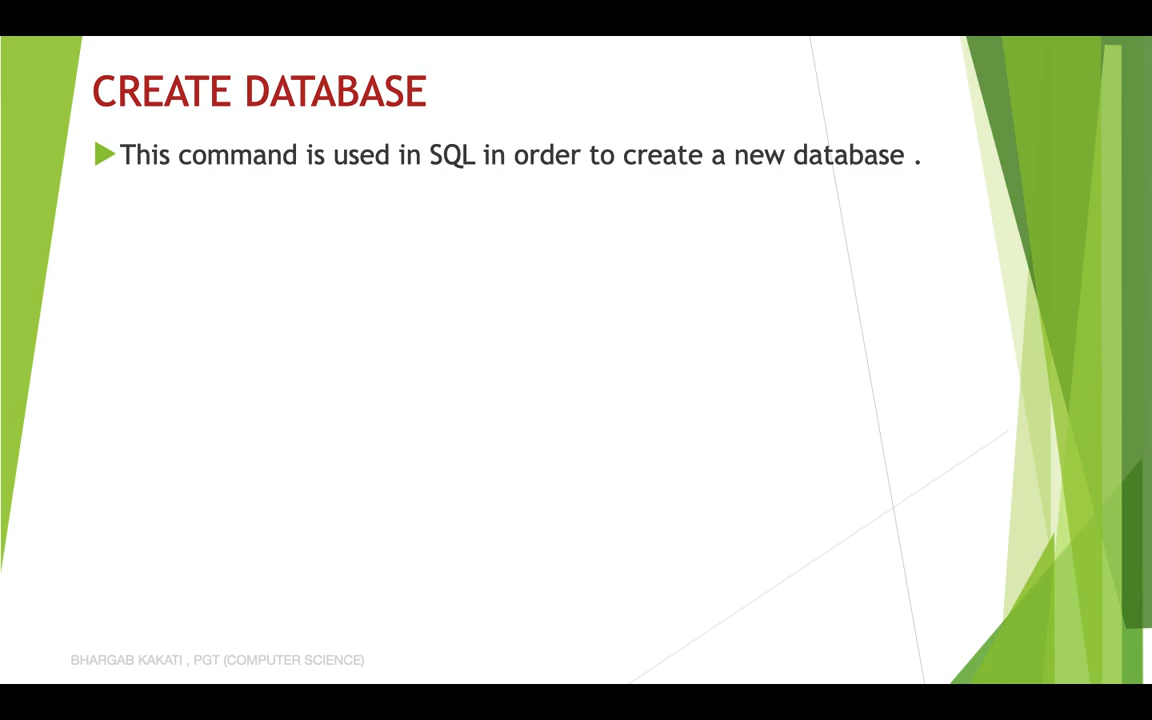 CREATE DATABASE
This command is used in SQL in order to create a new database .
BHARGAB KAKATI , PGT (COMPUTER SCIENCE)